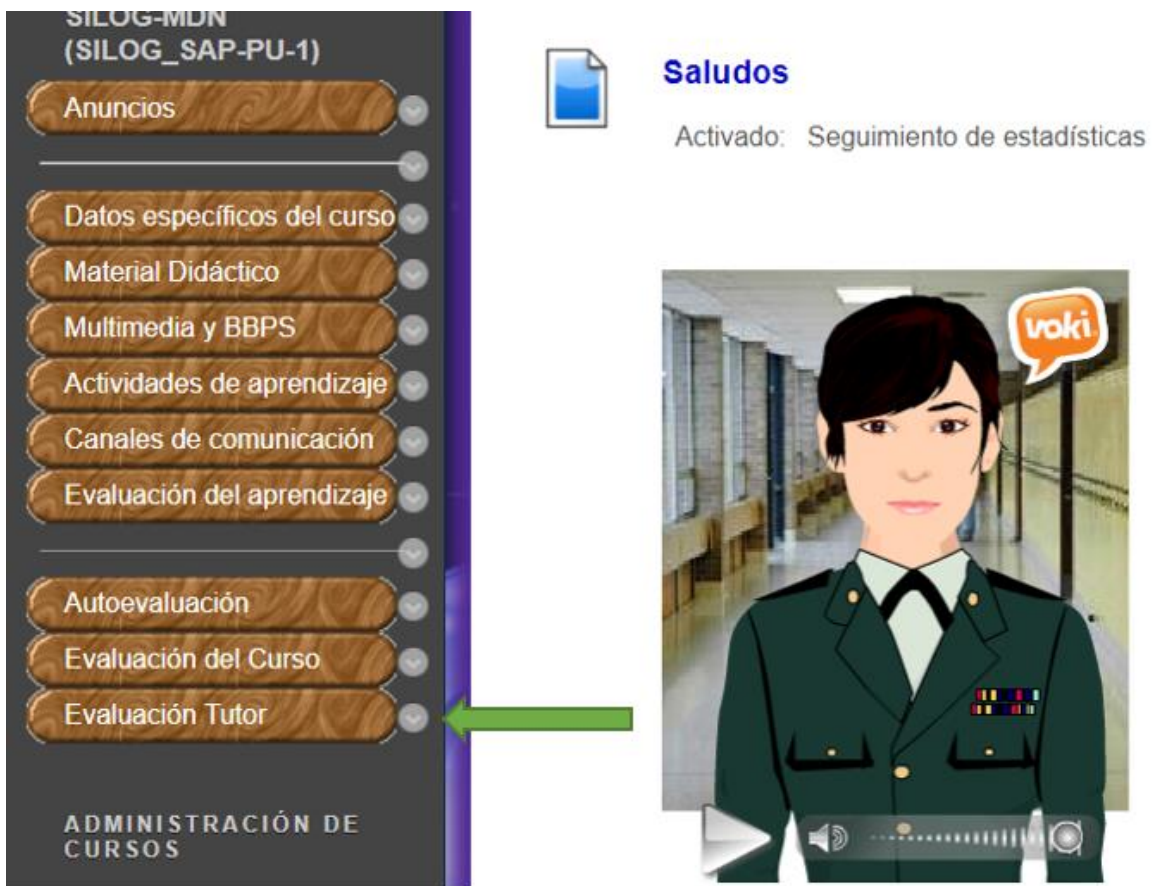 SILOG-MDN
(SILOG_SAP-PU-1)
Anuncios
Datos específicos del curso
Material Didáctico
Multimedia y BBPS
Actividades de aprendizaje
Canales de comunicación
Evaluación del aprendizaje
Autoevaluación
Evaluación del Curso
Evaluación Tutor
ADMINISTRACIÓN DE
CURSOS
Saludos
Activado: Seguimiento de estadísticas
voki